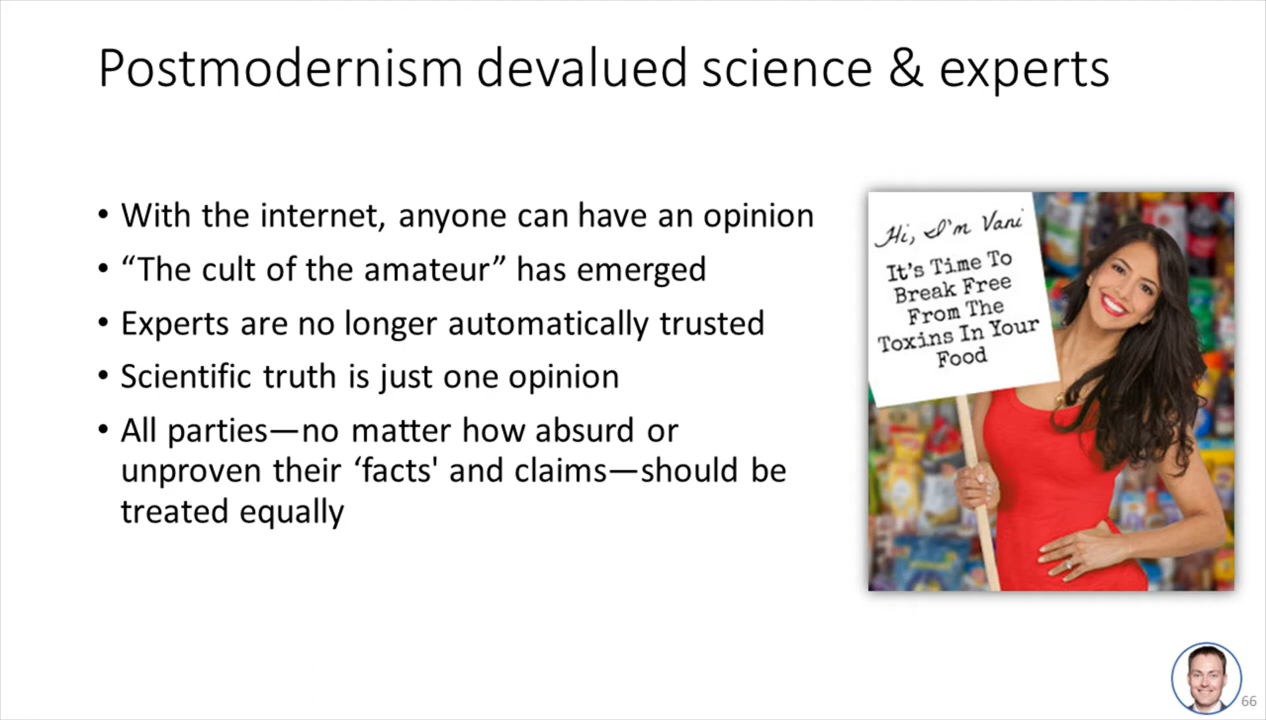 Postmodernism devalued science & experts
• With the internet, anyone can have an opinion
• “The cult of the amateur” has emerged
• Experts are no longer automatically trusted
• Scientific truth is just one opinion
• All parties—no matter how absurd or
unproven their ‘facts' and claims—should be
treated equally
Hi, I'm Vani
It's Time To
Break Free
From The
Toxins In Your
Food
66